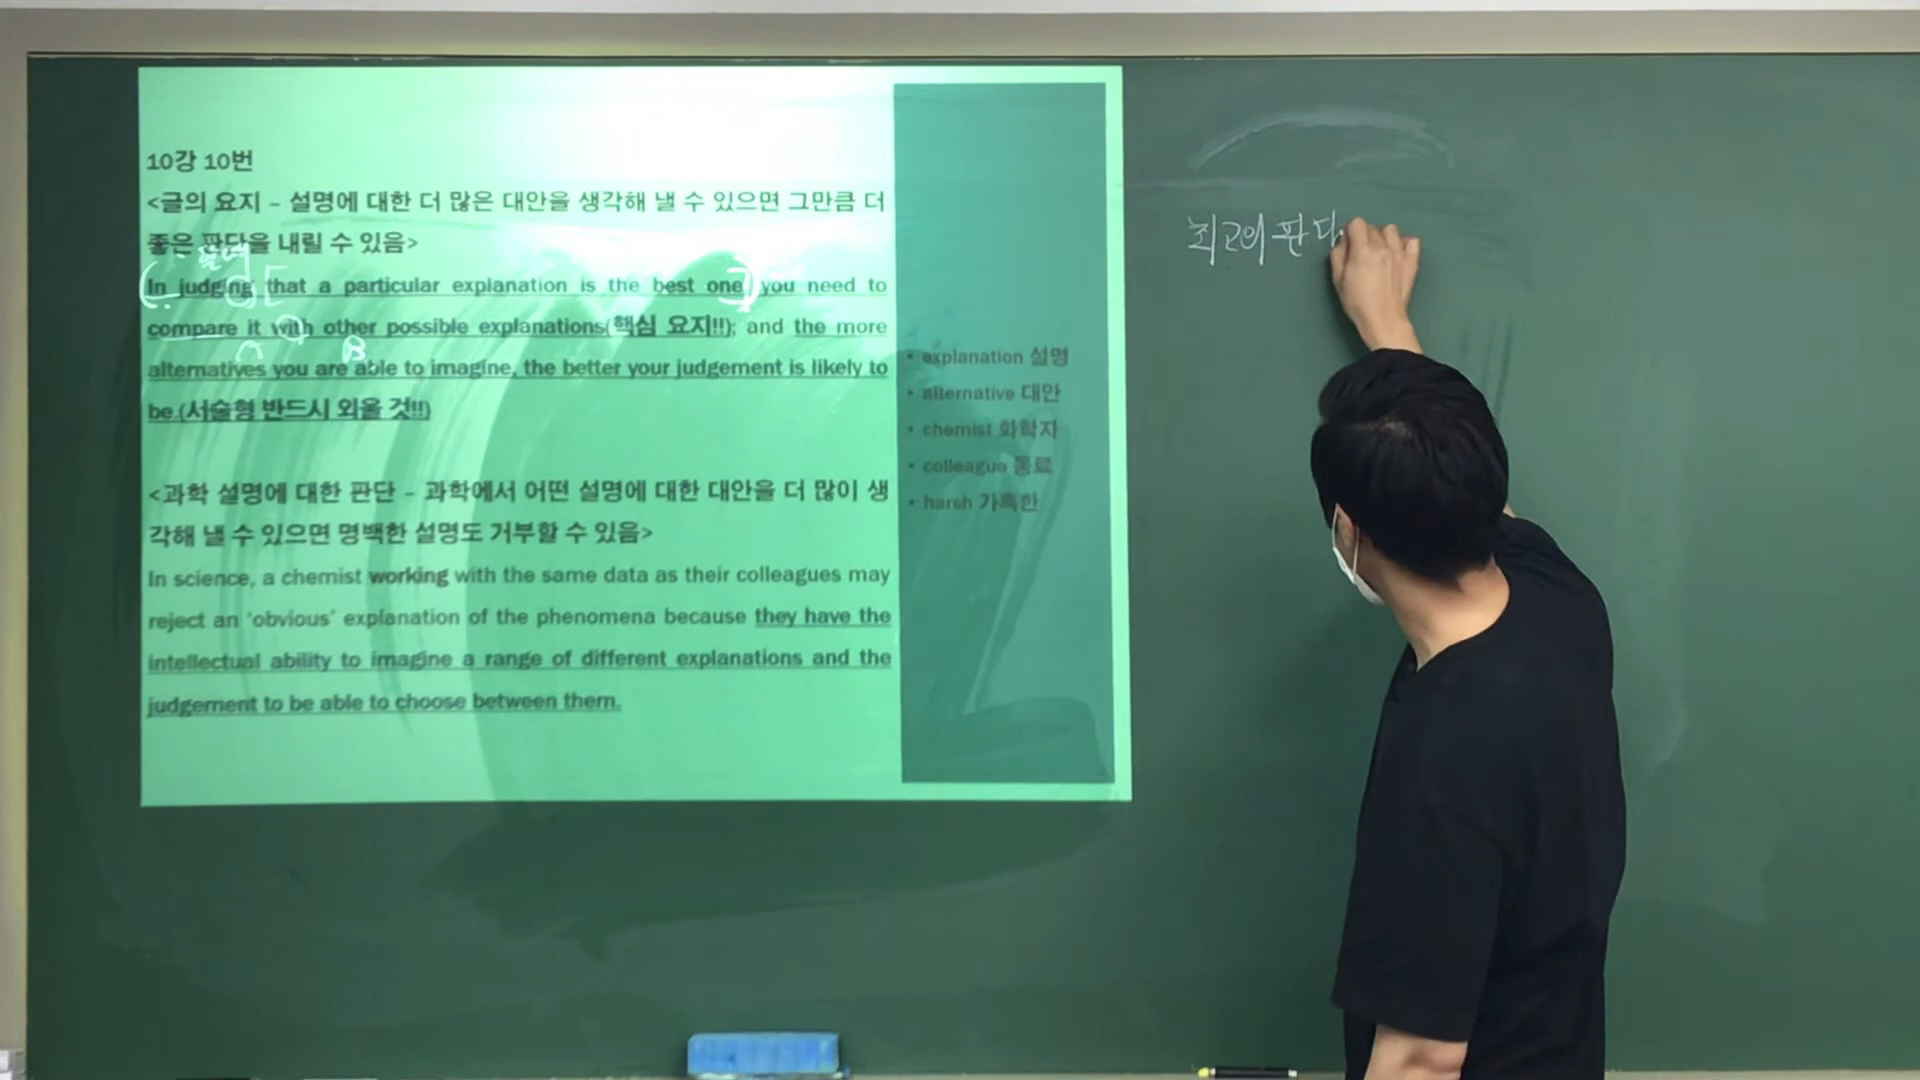 10강 10번
<글의 요지 – 설명에 대한 더 많은 대안을 생각해 낼 수 있으면 그만큼 더
좋은 판단을 내릴 수 있음>
In judging that a particular explanation is the best one, you need to
compare it with other possible explanations(핵심 요지!!); and the more
alternatives you are able to imagine, the better your judgement is likely to
be.(서술형 반드시 외울 것!!)
A
B
<과학 설명에 대한 판단 – 과학에서 어떤 설명에 대한 대안을 더 많이 생
각해 낼 수 있으면 명백한 설명도 거부할 수 있음>
In science, a chemist working with the same data as their colleagues may
reject an ‘obvious’ explanation of the phenomena because they have the
intellectual ability to imagine a range of different explanations and the
judgement to be able to choose between them.
• explanation 설명
• alternative 대안
• chemist 화학자
• colleague 동료
• harsh 가혹한
최고의 판